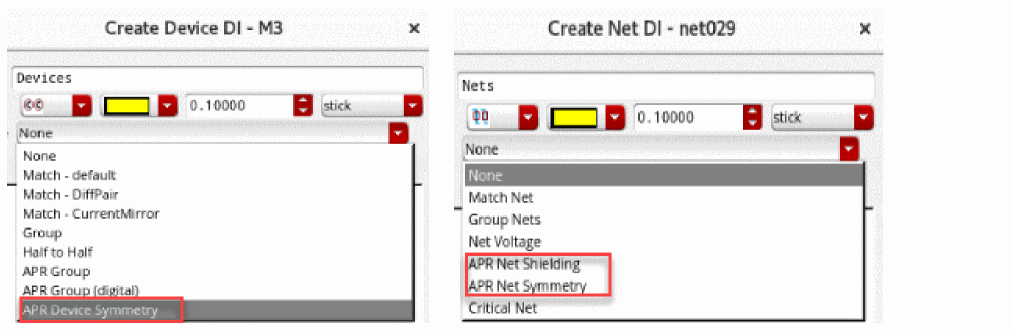 Create Device DI - M3
Devices
0.10000
stick
None
None
Match - default
Match - DiffPair
Match - CurrentMirror
Group
Half to Half
APR Group
APR Group (digital)
APR Device Symmetry
Create Net DI - net029
Nets
0.10000
stick
None
None
Match Net
Group Nets
Net Voltage
APR Net Shielding
APR Net Symmetry
Critical Net